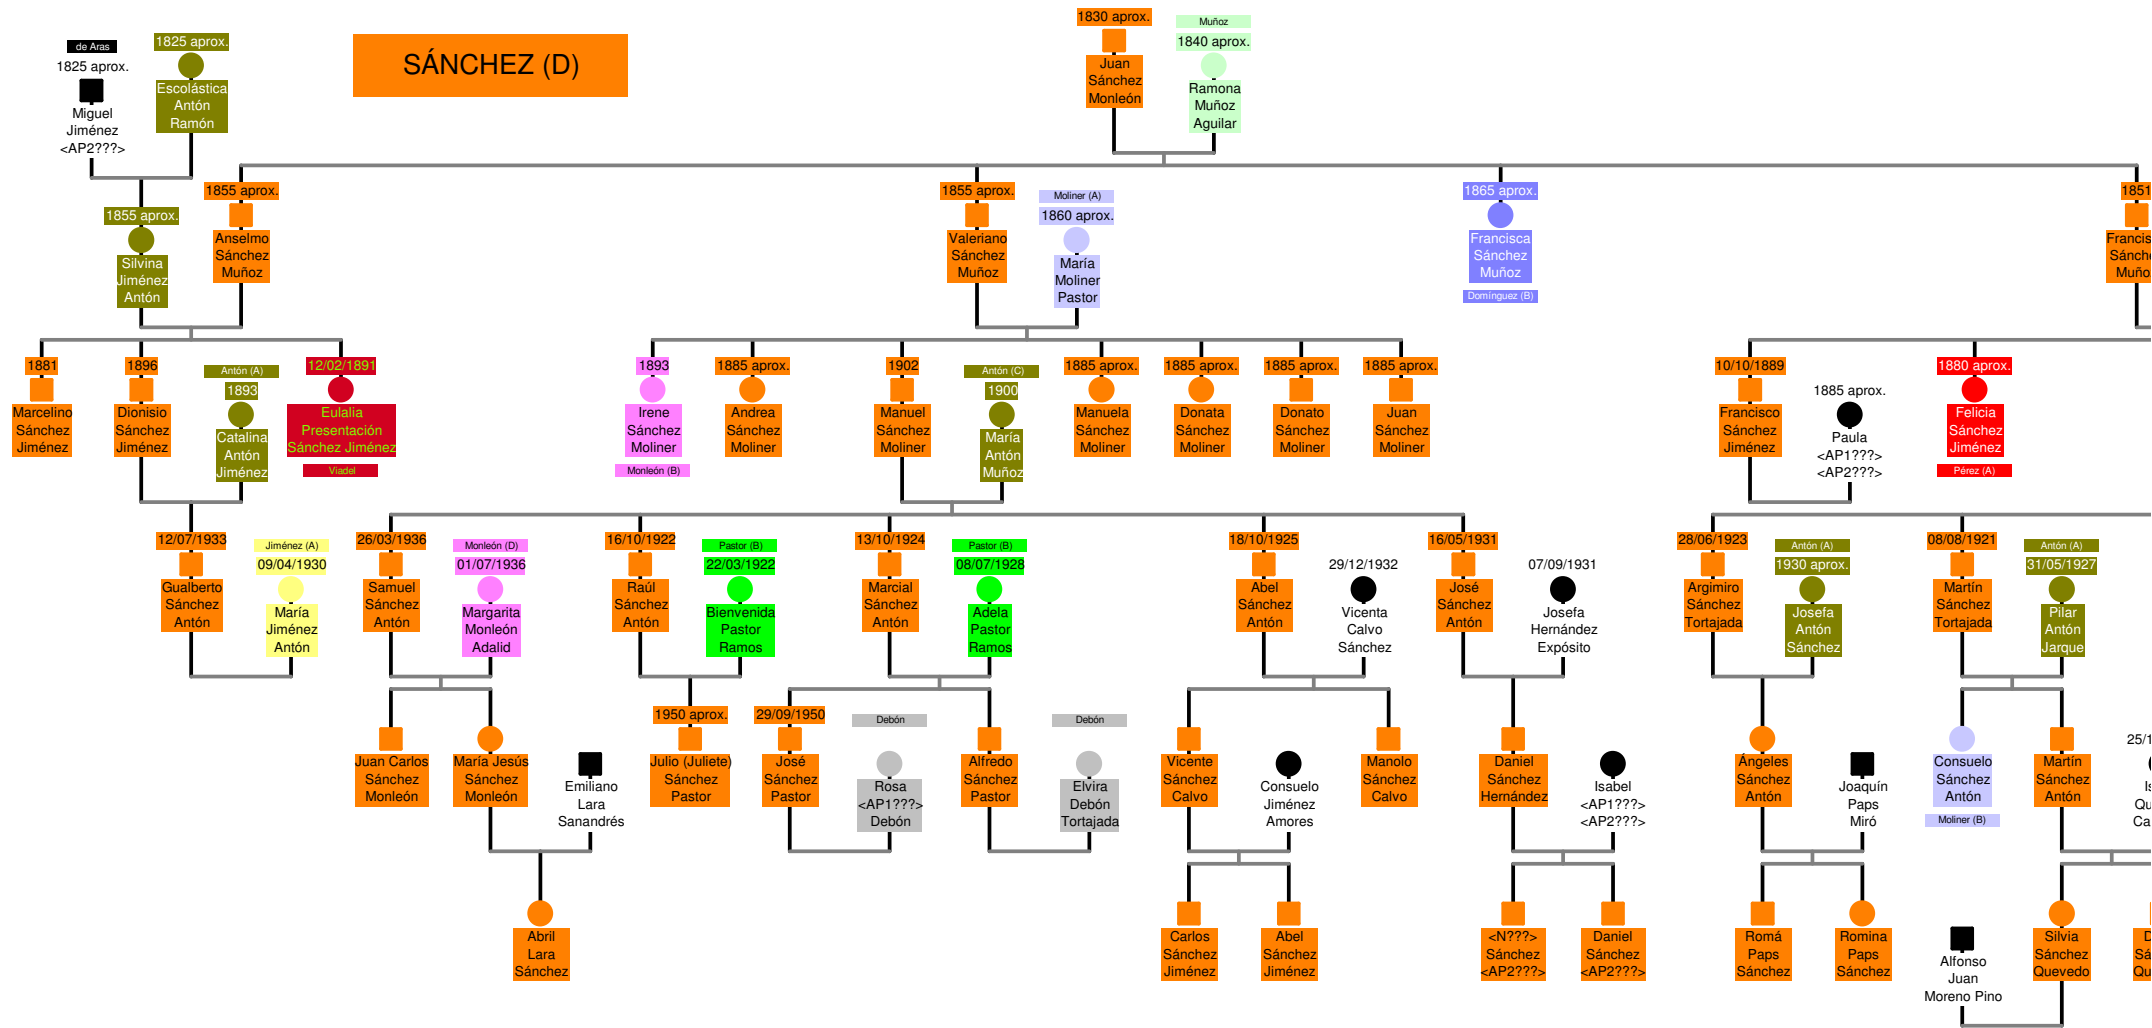 SÁNCHEZ (D)
de Aras
1825 aprox.
Miguel
Jiménez
<AP2???>
1825 aprox.
Escolástica
Antón
Ramón
1830 aprox.
Juan
Sánchez
Monleón
Muñoz
1840 aprox.
Ramona
Muñoz
Aguilar
1855 aprox.
Silvina
Jiménez
Antón
1855 aprox.
Anselmo
Sánchez
Muñoz
1855 aprox.
Valeriano
Sánchez
Muñoz
Moliner (A)
1860 aprox.
María
Moliner
Pastor
1865 aprox.
Francisca
Sánchez
Muñoz
Domínguez (B)
1851
Francis
Sánche
Muño
1881
Marcelino
Sánchez
Jiménez
1896
Dionisio
Sánchez
Jiménez
Antón (A)
1893
Catalina
Antón
Jiménez
12/02/1891
Eulalia
Presentación
Sánchez Jiménez
Viadel
1893
Irene
Sánchez
Moliner
Monleón (B)
1885 aprox.
Andrea
Sánchez
Moliner
1902
Manuel
Sánchez
Moliner
Antón (C)
1900
María
Antón
Muñoz
1885 aprox.
Manuela
Sánchez
Moliner
1885 aprox.
Donata
Sánchez
Moliner
1885 aprox.
Donato
Sánchez
Moliner
1885 aprox.
Juan
Sánchez
Moliner
10/10/1889
Francisco
Sánchez
Jiménez
1885 aprox.
Paula
<AP1???>
<AP2???>
1880 aprox.
Felicia
Sánchez
Jiménez
Pérez (A)
12/07/1933
Gualberto
Sánchez
Antón
Jiménez (A)
09/04/1930
María
Jiménez
Antón
26/03/1936
Samuel
Sánchez
Antón
Monleón (D)
01/07/1936
Margarita
Monleón
Adalid
16/10/1922
Raúl
Sánchez
Antón
Pastor (B)
22/03/1922
Bienvenida
Pastor
Ramos
13/10/1924
Marcial
Sánchez
Antón
Pastor (B)
08/07/1928
Adela
Pastor
Ramos
18/10/1925
Abel
Sánchez
Antón
29/12/1932
Vicenta
Calvo
Sánchez
16/05/1931
José
Sánchez
Antón
07/09/1931
Josefa
Hernández
Expósito
28/06/1923
Argimiro
Sánchez
Tortajada
Antón (A)
1930 aprox.
Josefa
Antón
Sánchez
08/08/1921
Martín
Sánchez
Tortajada
Antón (A)
31/05/1927
Pilar
Antón
Jarque
Juan Carlos
Sánchez
Monleón
María Jesús
Sánchez
Monleón
Emiliano
Lara
Sanandrés
1950 aprox.
Julio (Juliete)
Sánchez
Pastor
29/09/1950
José
Sánchez
Pastor
Debón
Rosa
<AP1???>
Debón
Alfredo
Sánchez
Pastor
Debón
Elvira
Debón
Tortajada
Vicente
Sánchez
Calvo
Consuelo
Jiménez
Amores
Manolo
Sánchez
Calvo
Daniel
Sánchez
Hernández
Isabel
<AP1???>
<AP2???>
Ángeles
Sánchez
Antón
Joaquín
Paps
Miró
Consuelo
Sánchez
Antón
Moliner (B)
Martín
Sánchez
Antón
25/1
Is
Qu
Ca
Abril
Lara
Sánchez
Carlos
Sánchez
Jiménez
Abel
Sánchez
Jiménez
<N???>
Sánchez
<AP2???>
Daniel
Sánchez
<AP2???>
Romá
Paps
Sánchez
Romina
Paps
Sánchez
Alfonso
Juan
Moreno Pino
Silvia
Sánchez
Quevedo
D
Sá
Qu